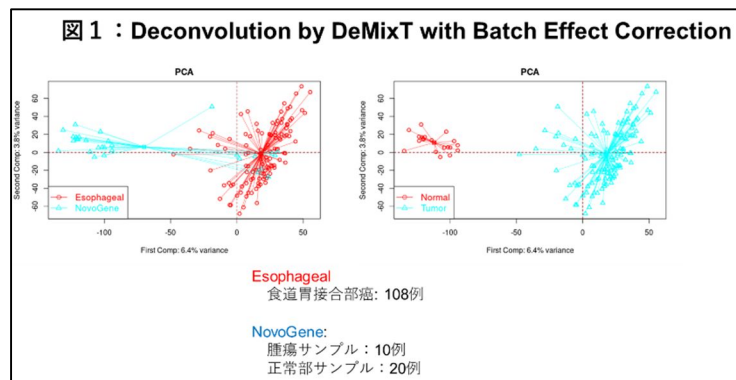 図１：Deconvolution by DeMixT with Batch Effect Correction
PCA
Second Comp: 3.8% variance
60
40
20
0
-20
-40
-60
Esophageal
NovoGene
-100
-50
0
50
First Comp: 6.4% variance
PCA
Second Comp: 3.8% variance
60
40
20
0
-20
-40
-60
Normal
Tumor
-100
-50
0
50
First Comp: 6.4% variance
Esophageal
食道胃接合部癌: 108例
NovoGene:
腫瘍サンプル：10例
正常部サンプル：20例